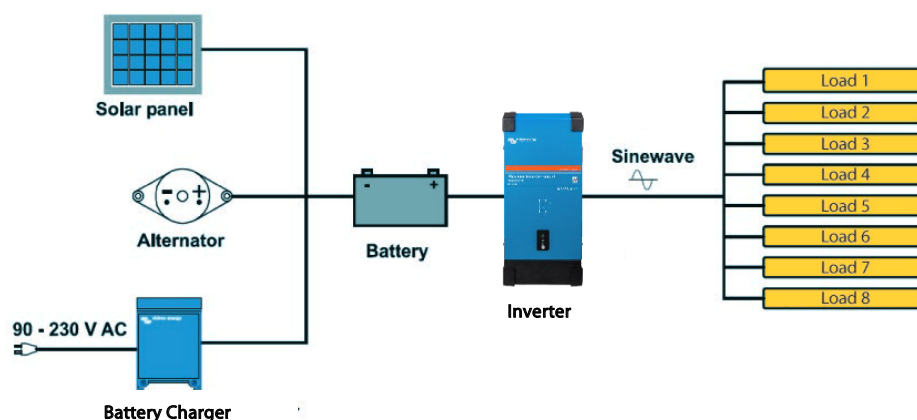 Solar panel
Alternator
90 - 230 V AC
Battery Charger
- +
Battery
Inverter
Sinewave
Load 1
Load 2
Load 3
Load 4
Load 5
Load 6
Load 7
Load 8